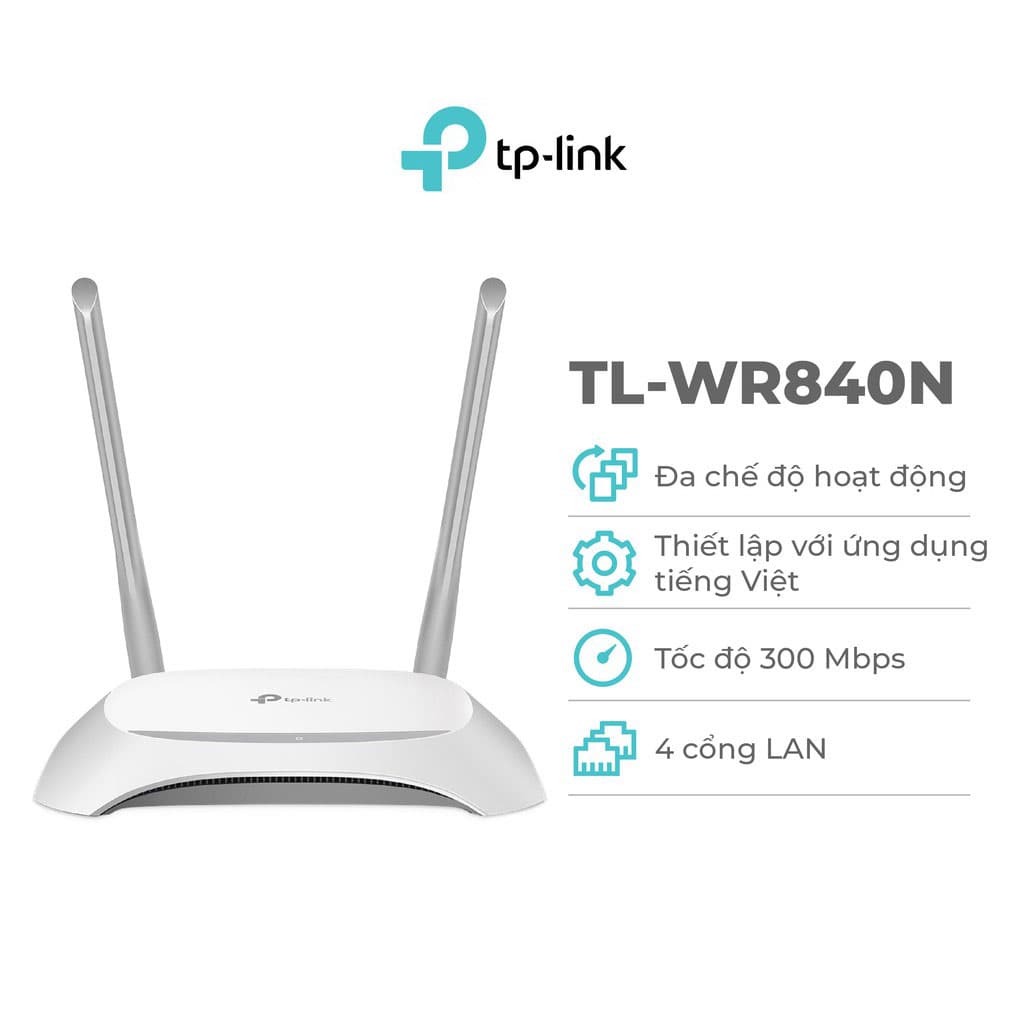 tp-link
TL-WR840N
Đa chế độ hoạt động
Thiết lập với ứng dụng
tiếng Việt
Tốc độ 300 Mbps
4 cổng LAN
tp-link